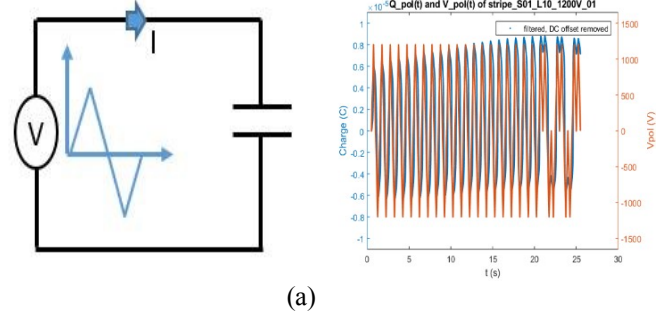 V
I
×10⁻⁵ Q_pol(t) and V_pol(t) of stripe_S01_L10_1200V_01
filtered, DC offset removed
1
0.8
0.6
0.4
0.2
0
-0.2
-0.4
-0.6
-0.8
-1
Charge (C)
1500
1000
500
0
-500
-1000
-1500
Vpol (V)
0 5 10 15 20 25 30
t (s)
(a)